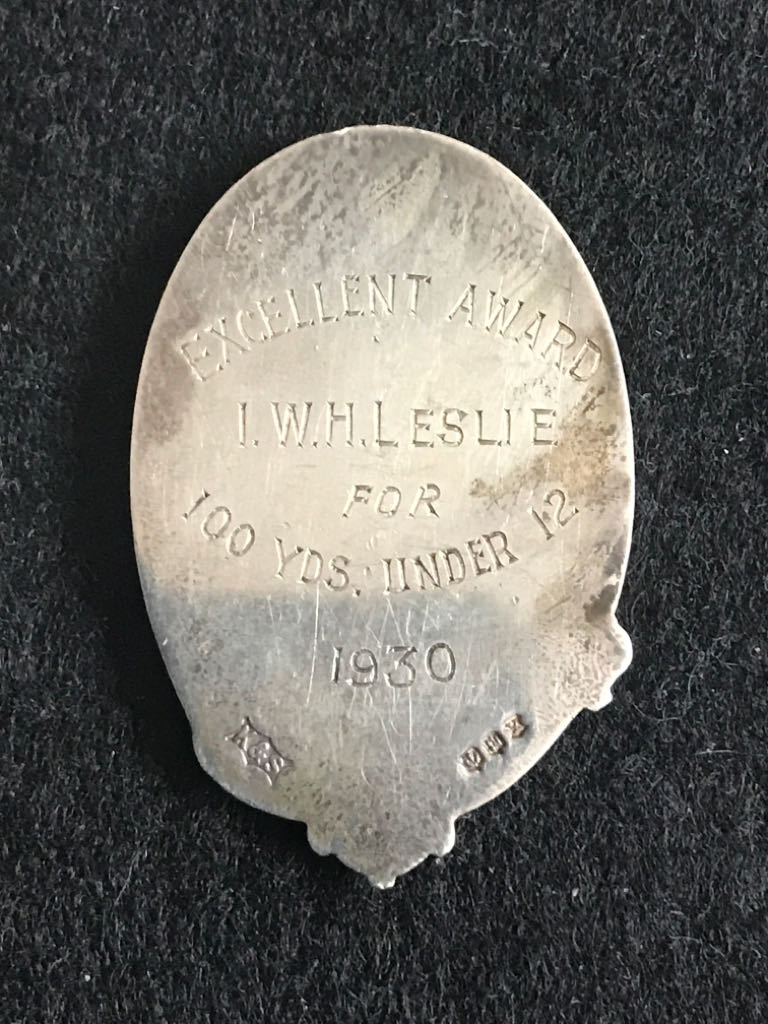 EXCELLENT AWARD
I.W.H.LESLIE
FOR
100 YDS. UNDER 12
1930
K&S